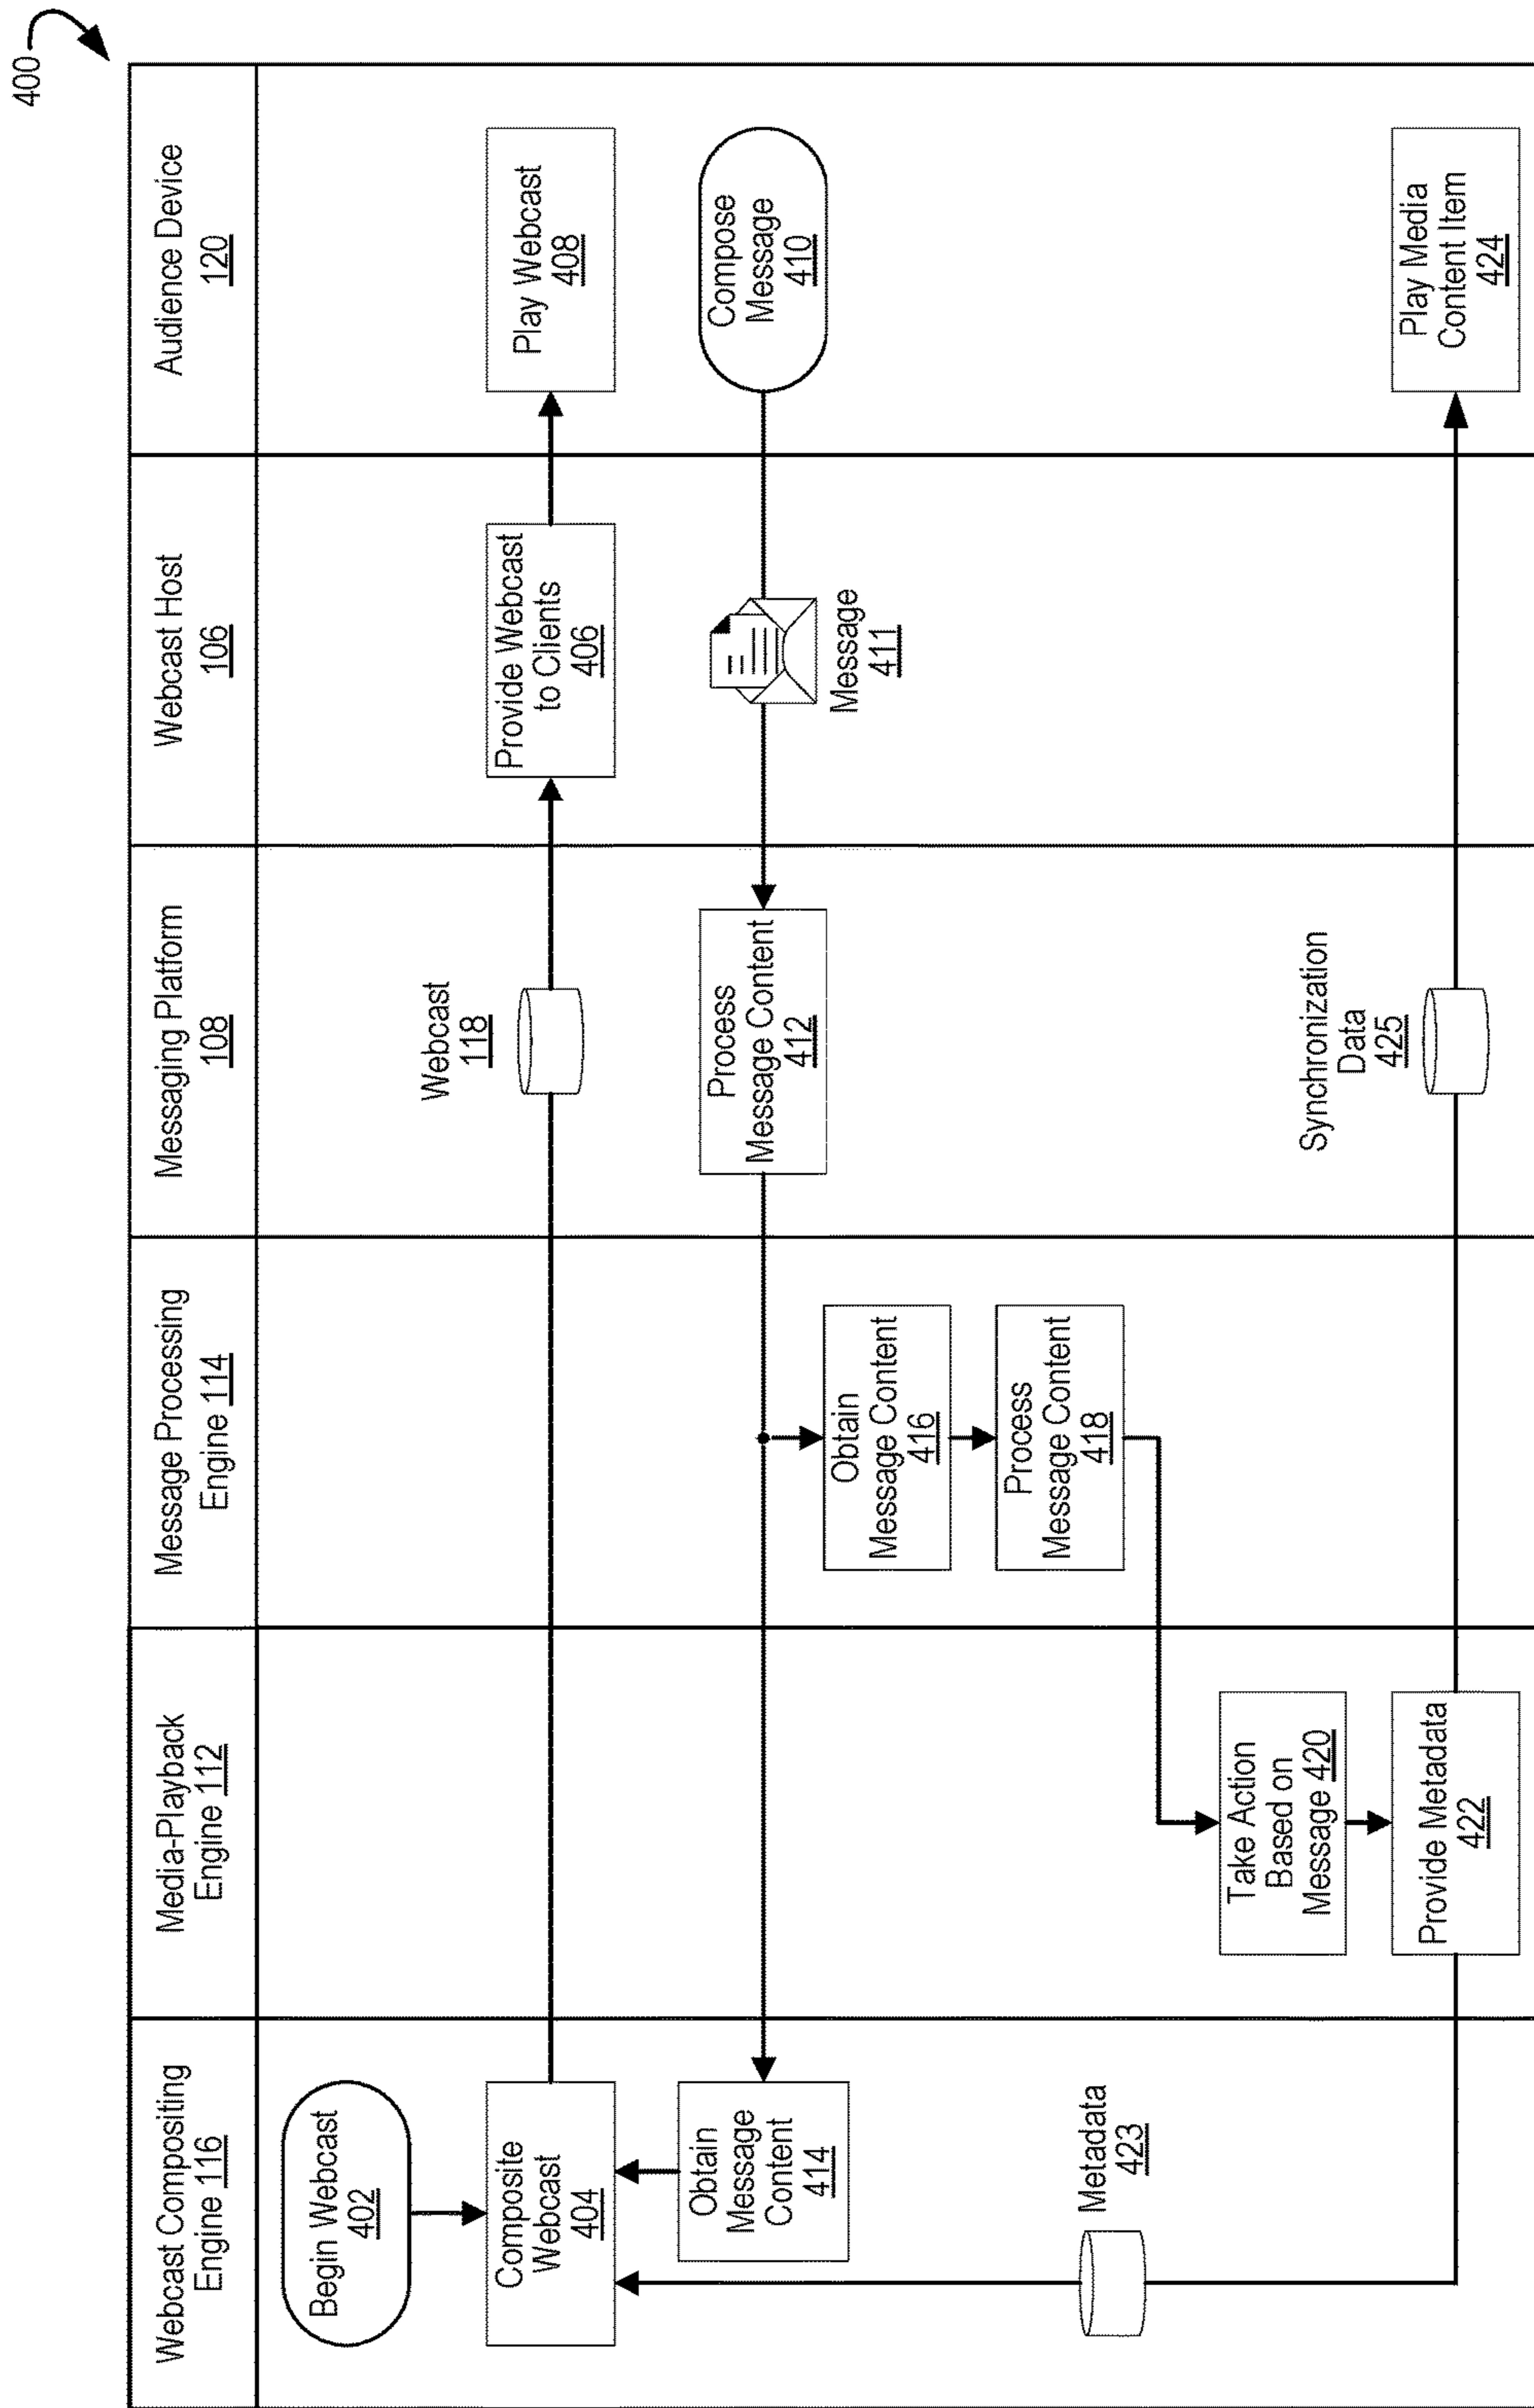 400
Webcast Compositing
Engine 116
Media-Playback
Engine 112
Message Processing
Engine 114
Messaging Platform
108
Webcast Host
106
Audience Device
120
Begin Webcast
402
Composite
Webcast
404
Webcast
118
Provide Webcast
to Clients
406
Play Webcast
408
Compose
Message
410
Message
411
Process
Message Content
412
Obtain
Message
Content
414
Obtain
Message Content
416
Process
Message Content
418
Take Action
Based on
Message 420
Provide Metadata
422
Metadata
423
Synchronization
Data
425
Play Media
Content Item
424